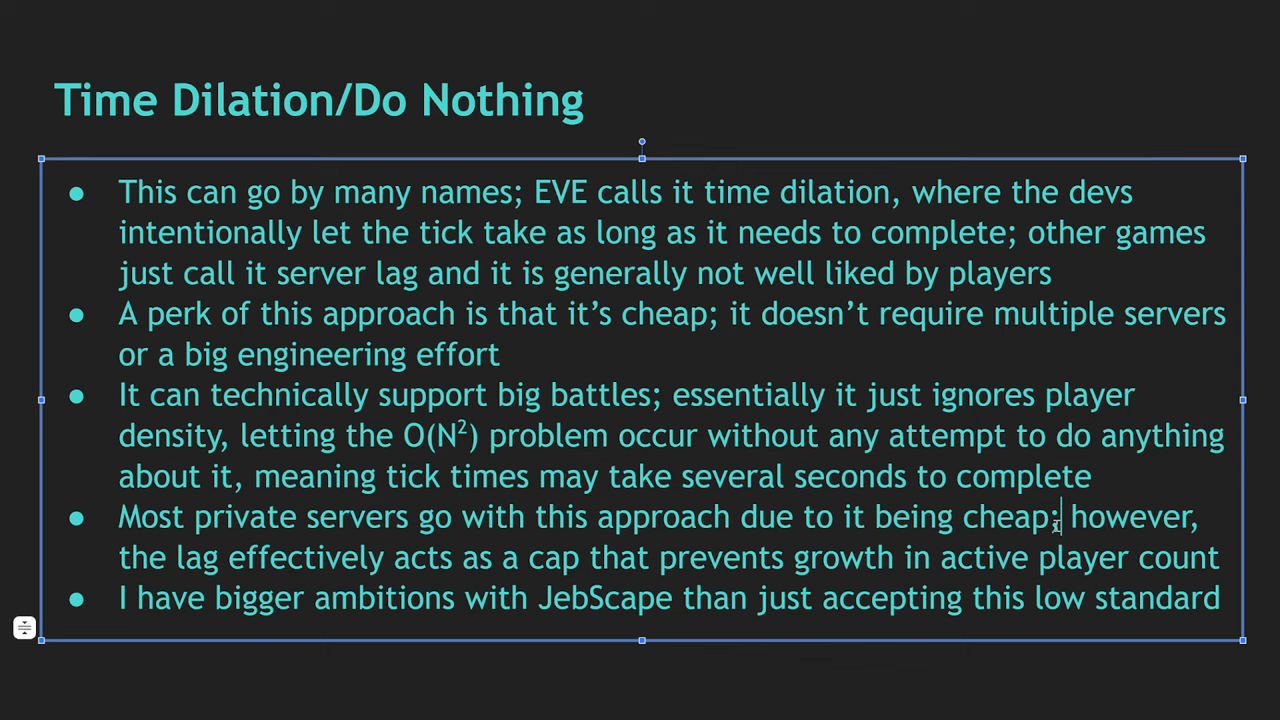 Time Dilation/Do Nothing
● This can go by many names; EVE calls it time dilation, where the devs
intentionally let the tick take as long as it needs to complete; other games
just call it server lag and it is generally not well liked by players
● A perk of this approach is that it’s cheap; it doesn’t require multiple servers
or a big engineering effort
● It can technically support big battles; essentially it just ignores player
density, letting the O(N²) problem occur without any attempt to do anything
about it, meaning tick times may take several seconds to complete
● Most private servers go with this approach due to it being cheap; however,
the lag effectively acts as a cap that prevents growth in active player count
● I have bigger ambitions with JebScape than just accepting this low standard